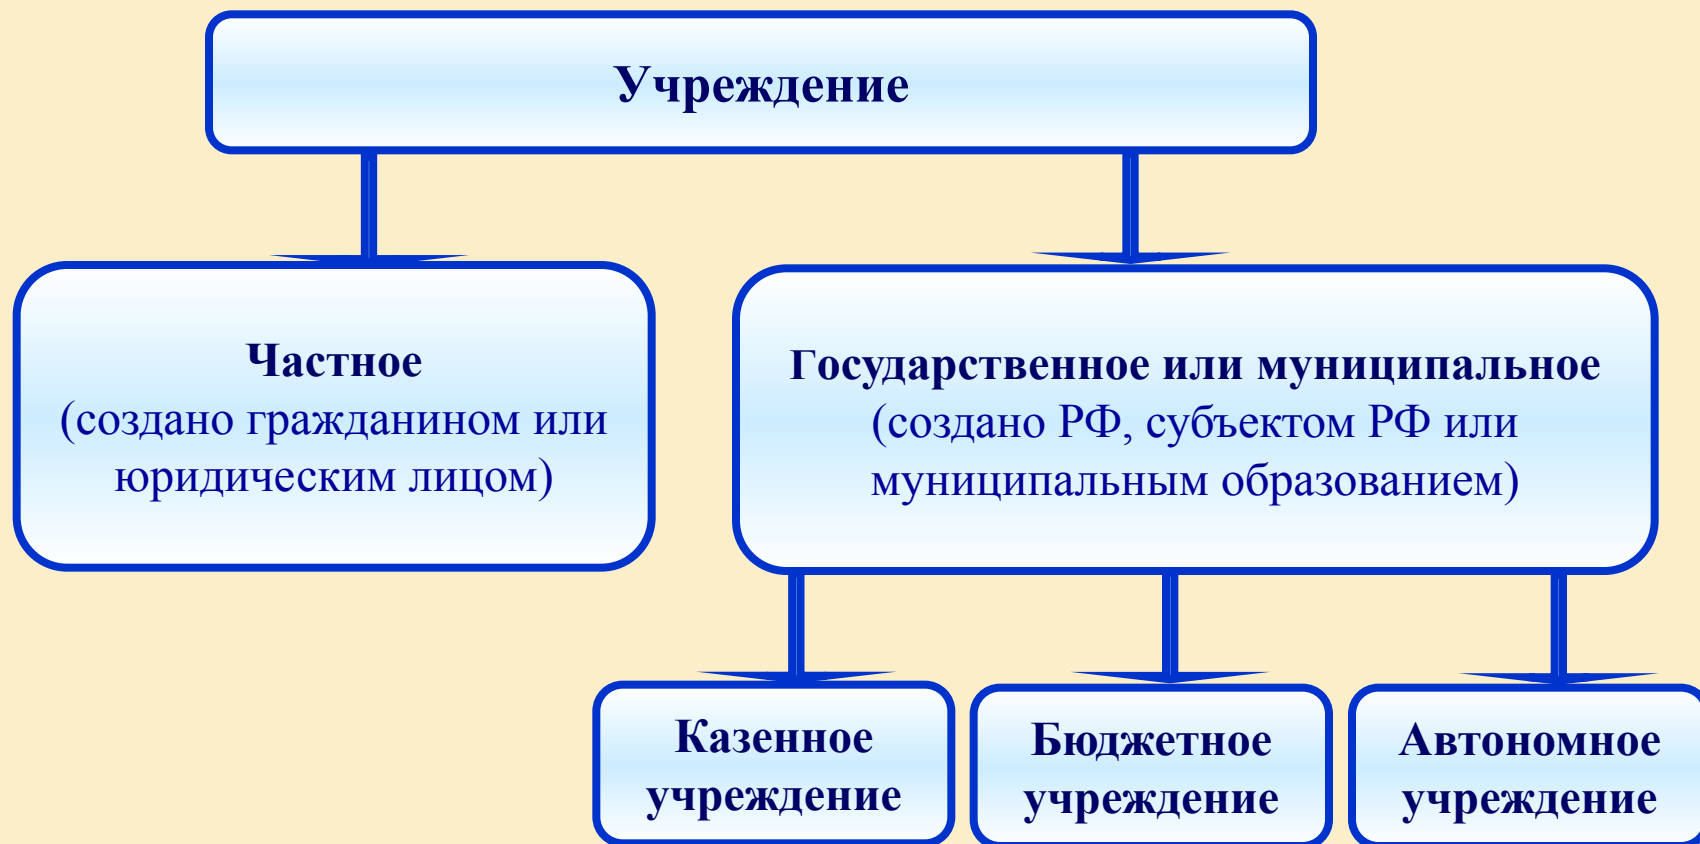 Учреждение
Частное
(создано гражданином или
юридическим лицом)
Государственное или муниципальное
(создано РФ, субъектом РФ или
муниципальным образованием)
Казенное
учреждение
Бюджетное
учреждение
Автономное
учреждение